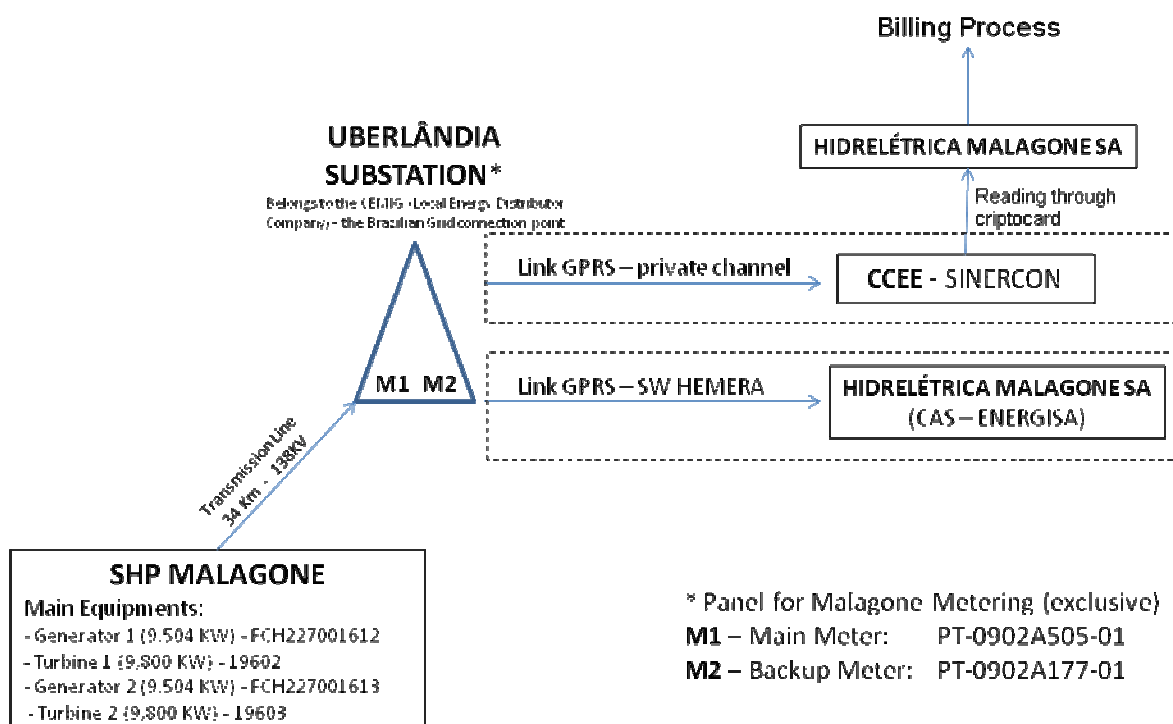 Billing Process
HIDRELÉTRICA MALAGONE SA
Reading through
criptocard
UBERLÂNDIA
SUBSTATION*
Belongs to the CEMIG - Local Energy Distributor
Company) - the Brazilian Grid connection point
Link GPRS – private channel
CCEE - SINERCON
M1 M2
Link GPRS – SW HEMERA
HIDRELÉTRICA MALAGONE SA
(CAS – ENERGISA)
Transmission Line
34 Km - 138KV
SHP MALAGONE
Main Equipments:
- Generator 1 (9.504 KW) - FCH227001612
- Turbine 1 (9,800 KW) - 19602
- Generator 2 (9.504 KW) - FCH227001613
- Turbine 2 (9,800 KW) - 19603
* Panel for Malagone Metering (exclusive)
M1 – Main Meter: PT-0902A505-01
M2 – Backup Meter: PT-0902A177-01